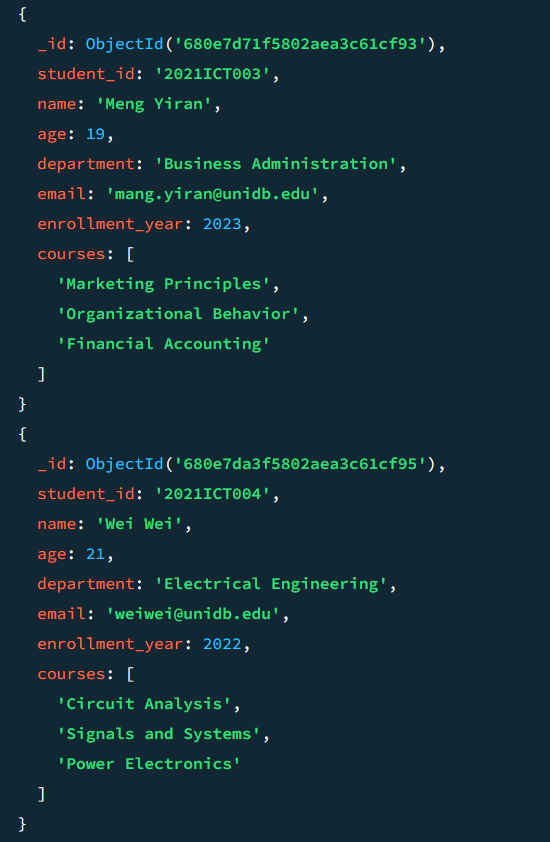 {
_id: ObjectId('680e7d71f5802aea3c61cf93'),
student_id: '2021ICT003',
name: 'Meng Yiran',
age: 19,
department: 'Business Administration',
email: 'mang.yiran@unidb.edu',
enrollment_year: 2023,
courses: [
'Marketing Principles',
'Organizational Behavior',
'Financial Accounting'
]
}
{
_id: ObjectId('680e7da3f5802aea3c61cf95'),
student_id: '2021ICT004',
name: 'Wei Wei',
age: 21,
department: 'Electrical Engineering',
email: 'weiwei@unidb.edu',
enrollment_year: 2022,
courses: [
'Circuit Analysis',
'Signals and Systems',
'Power Electronics'
]
}